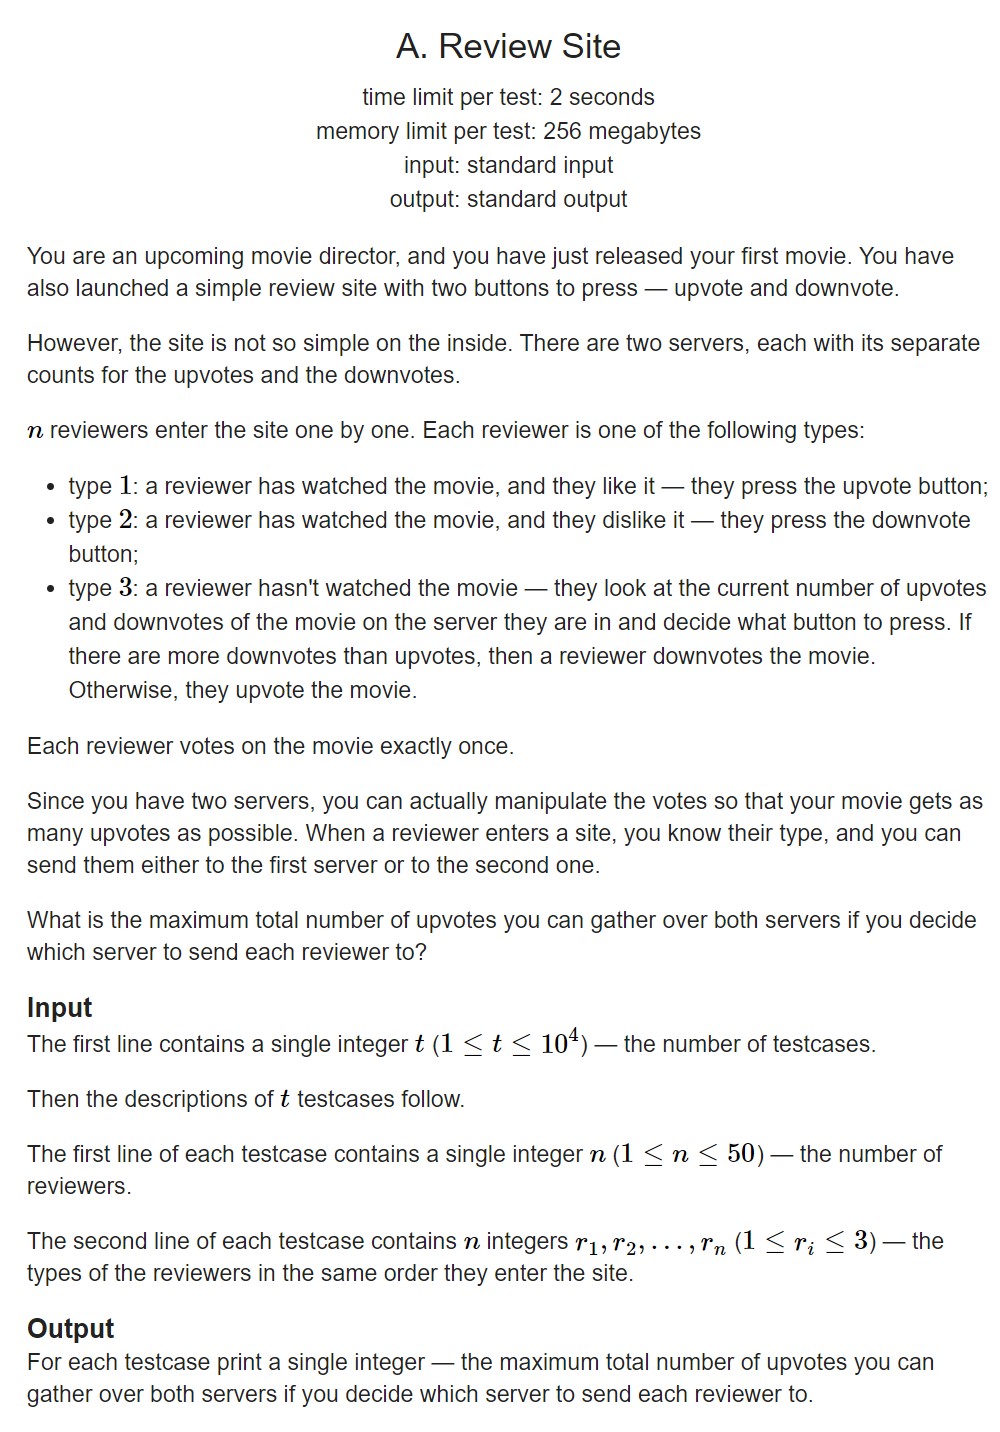 A. Review Site
time limit per test: 2 seconds
memory limit per test: 256 megabytes
input: standard input
output: standard output
You are an upcoming movie director, and you have just released your first movie. You have
also launched a simple review site with two buttons to press — upvote and downvote.
However, the site is not so simple on the inside. There are two servers, each with its separate
counts for the upvotes and the downvotes.
n reviewers enter the site one by one. Each reviewer is one of the following types:
• type 1: a reviewer has watched the movie, and they like it — they press the upvote button;
• type 2: a reviewer has watched the movie, and they dislike it — they press the downvote
button;
• type 3: a reviewer hasn't watched the movie — they look at the current number of upvotes
and downvotes of the movie on the server they are in and decide what button to press. If
there are more downvotes than upvotes, then a reviewer downvotes the movie.
Otherwise, they upvote the movie.
Each reviewer votes on the movie exactly once.
Since you have two servers, you can actually manipulate the votes so that your movie gets as
many upvotes as possible. When a reviewer enters a site, you know their type, and you can
send them either to the first server or to the second one.
What is the maximum total number of upvotes you can gather over both servers if you decide
which server to send each reviewer to?
Input
The first line contains a single integer t (1 ≤ t ≤ 10⁴) — the number of testcases.
Then the descriptions of t testcases follow.
The first line of each testcase contains a single integer n (1 ≤ n ≤ 50) — the number of
reviewers.
The second line of each testcase contains n integers r₁, r₂, . . . , rₙ (1 ≤ rᵢ ≤ 3) — the
types of the reviewers in the same order they enter the site.
Output
For each testcase print a single integer — the maximum total number of upvotes you can
gather over both servers if you decide which server to send each reviewer to.